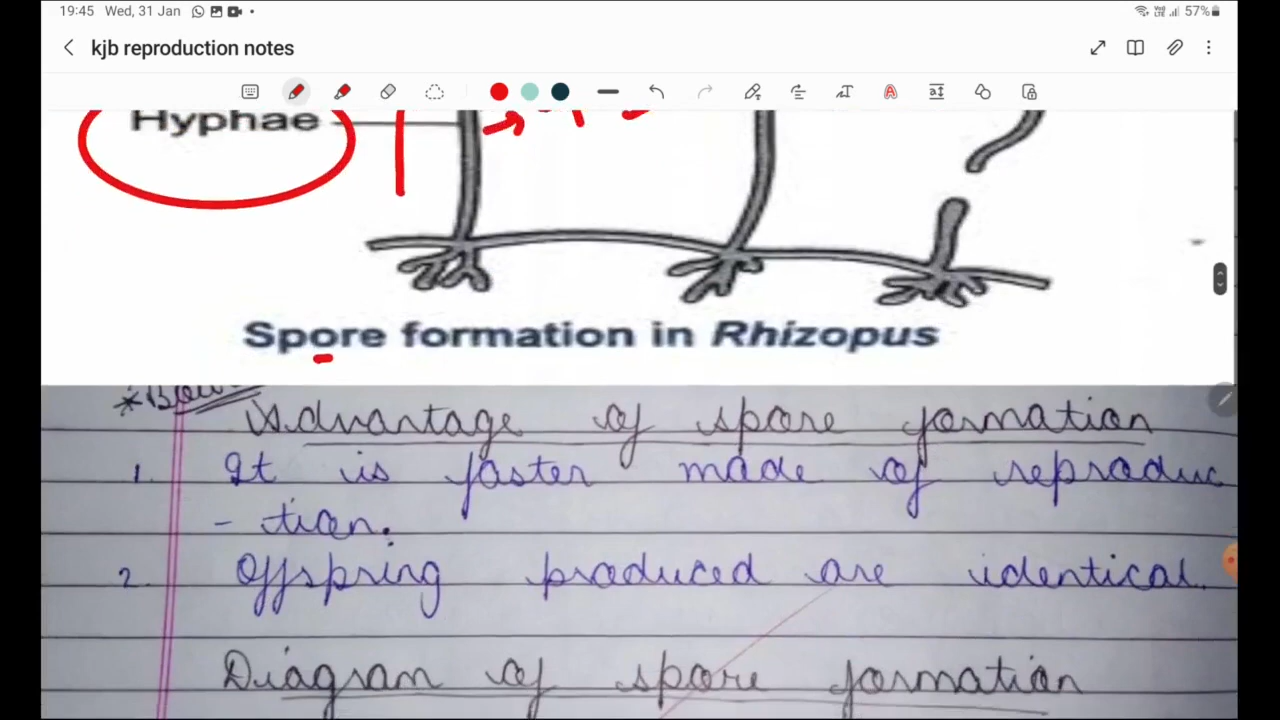 19:45 Wed, 31 Jan
57%
kjb reproduction notes
Hyphae
Spore formation in Rhizopus
Advantage of spore formation
1. It is faster mode of reproduc
- tion.
2. Offspring produced are identical.
Diagram of spore formation